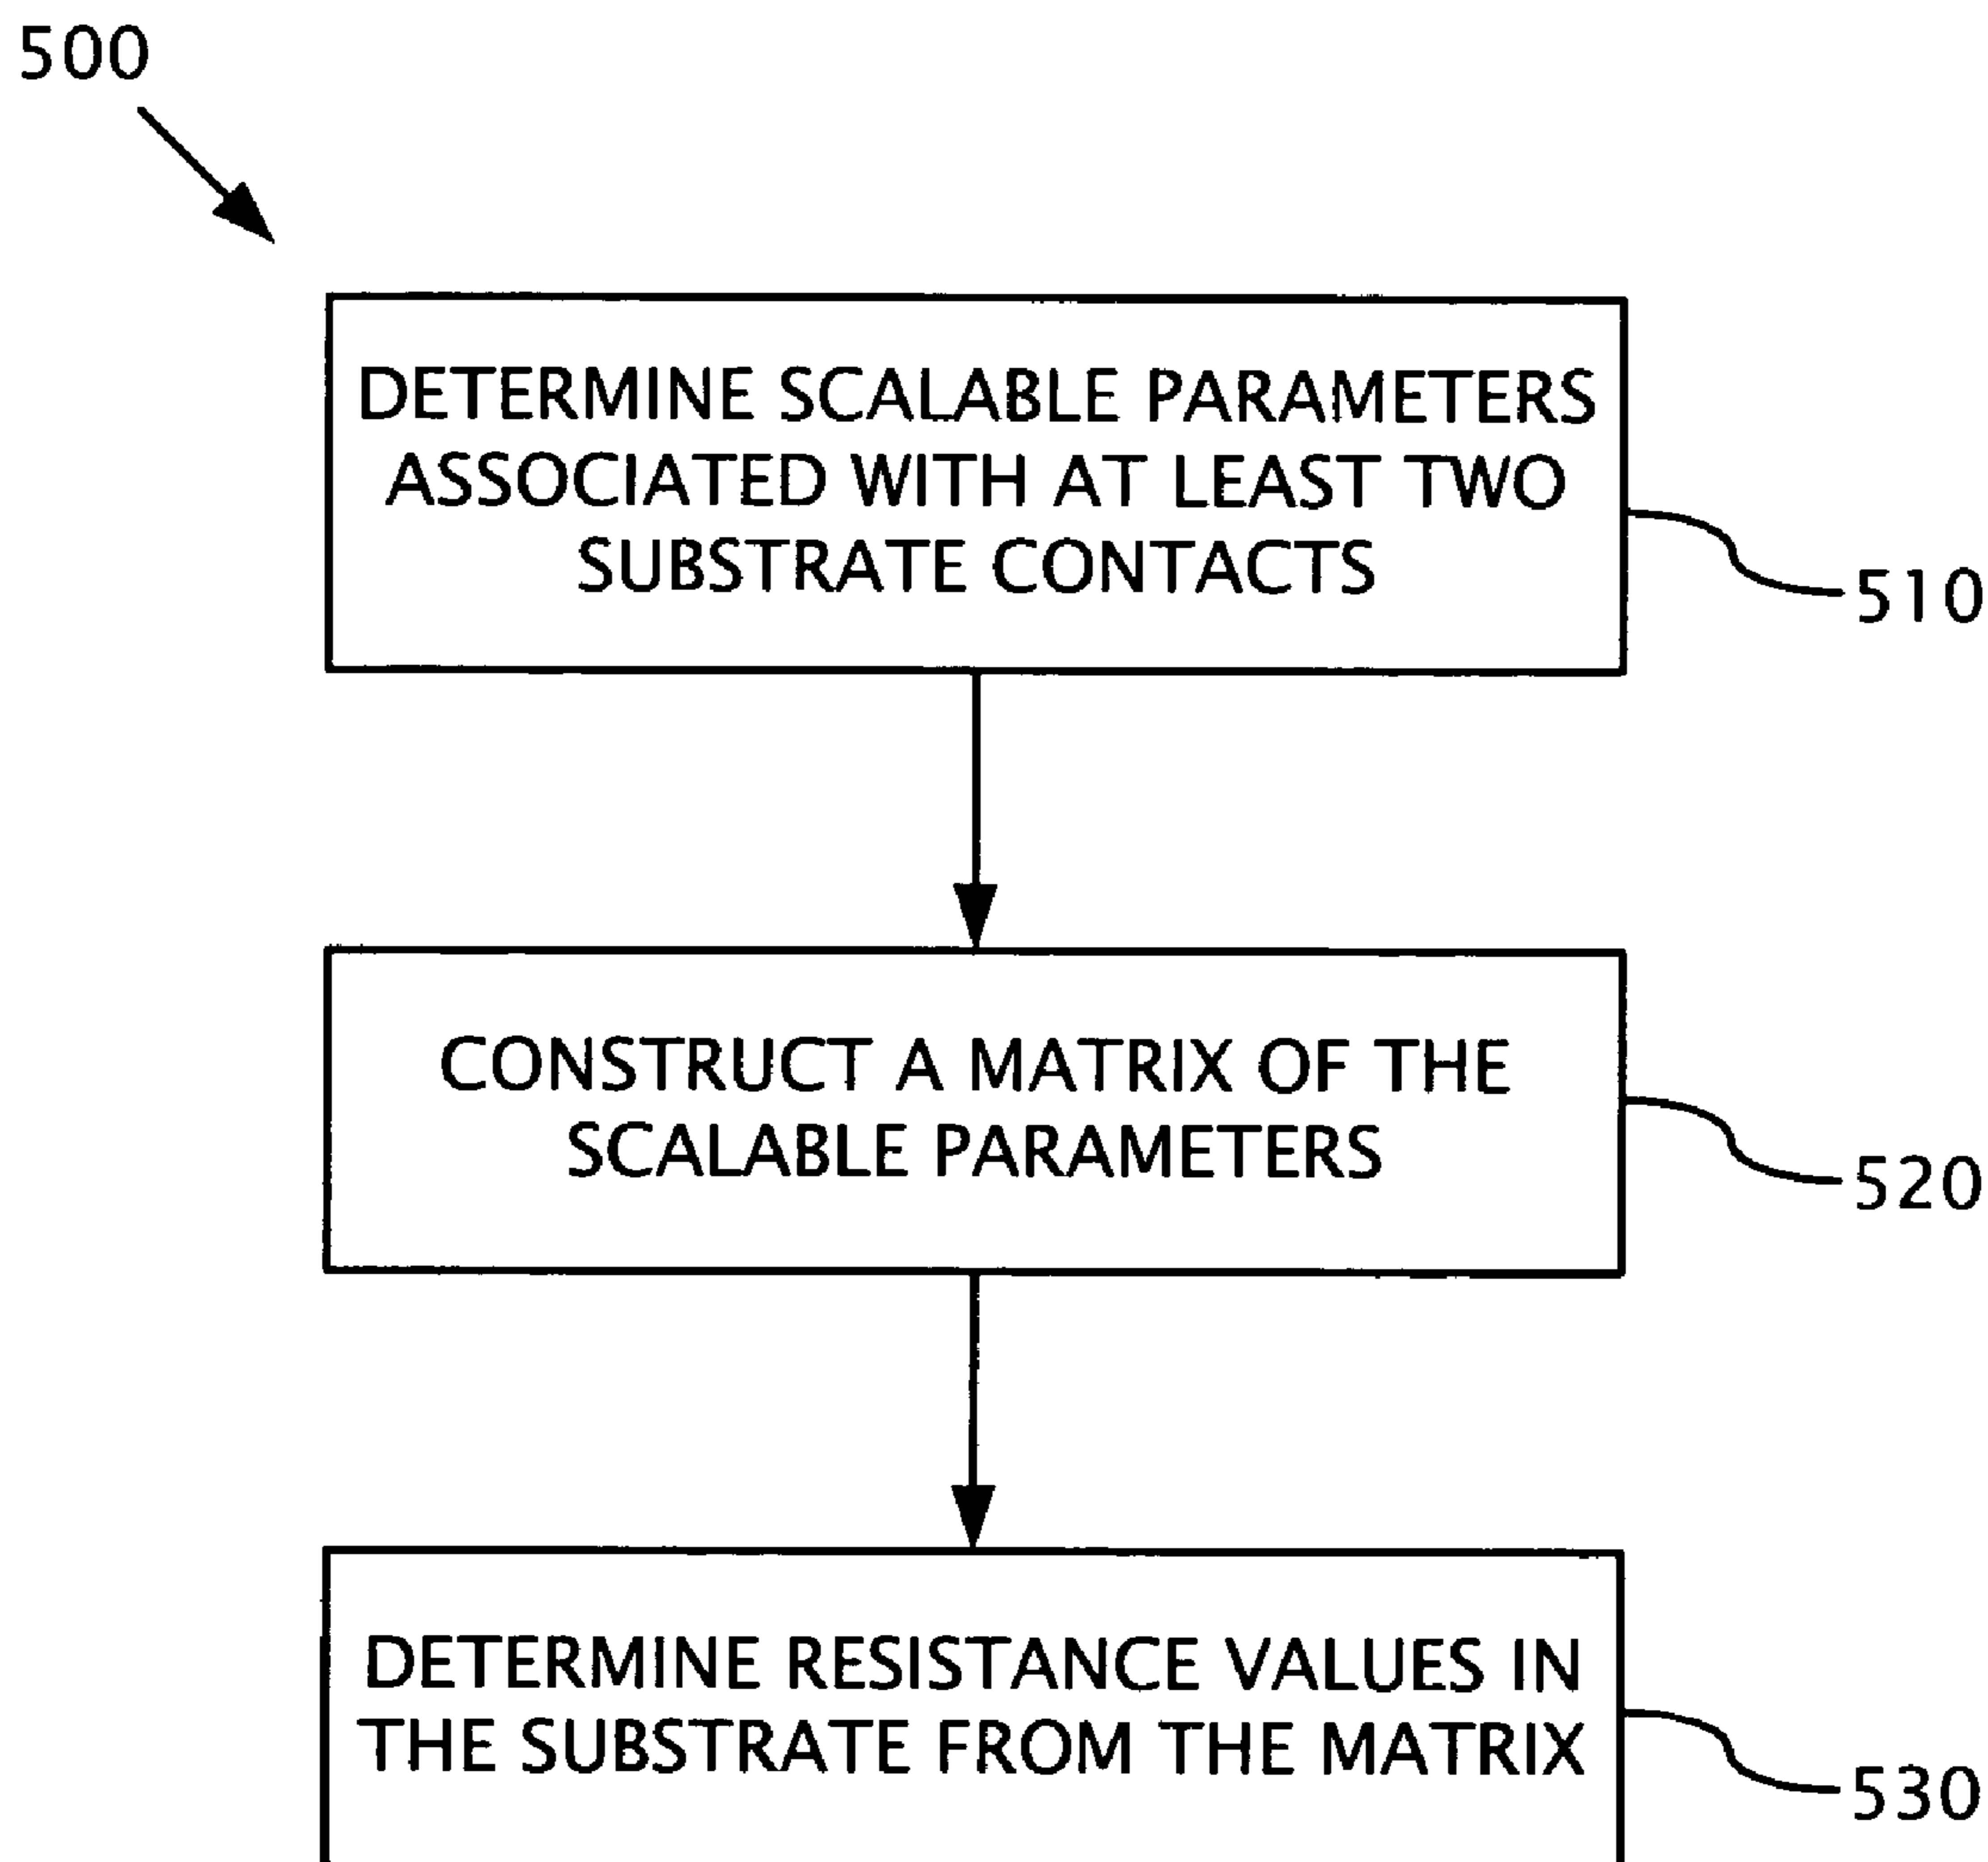 500
DETERMINE SCALABLE PARAMETERS
ASSOCIATED WITH AT LEAST TWO
SUBSTRATE CONTACTS
510
CONSTRUCT A MATRIX OF THE
SCALABLE PARAMETERS
520
DETERMINE RESISTANCE VALUES IN
THE SUBSTRATE FROM THE MATRIX
530